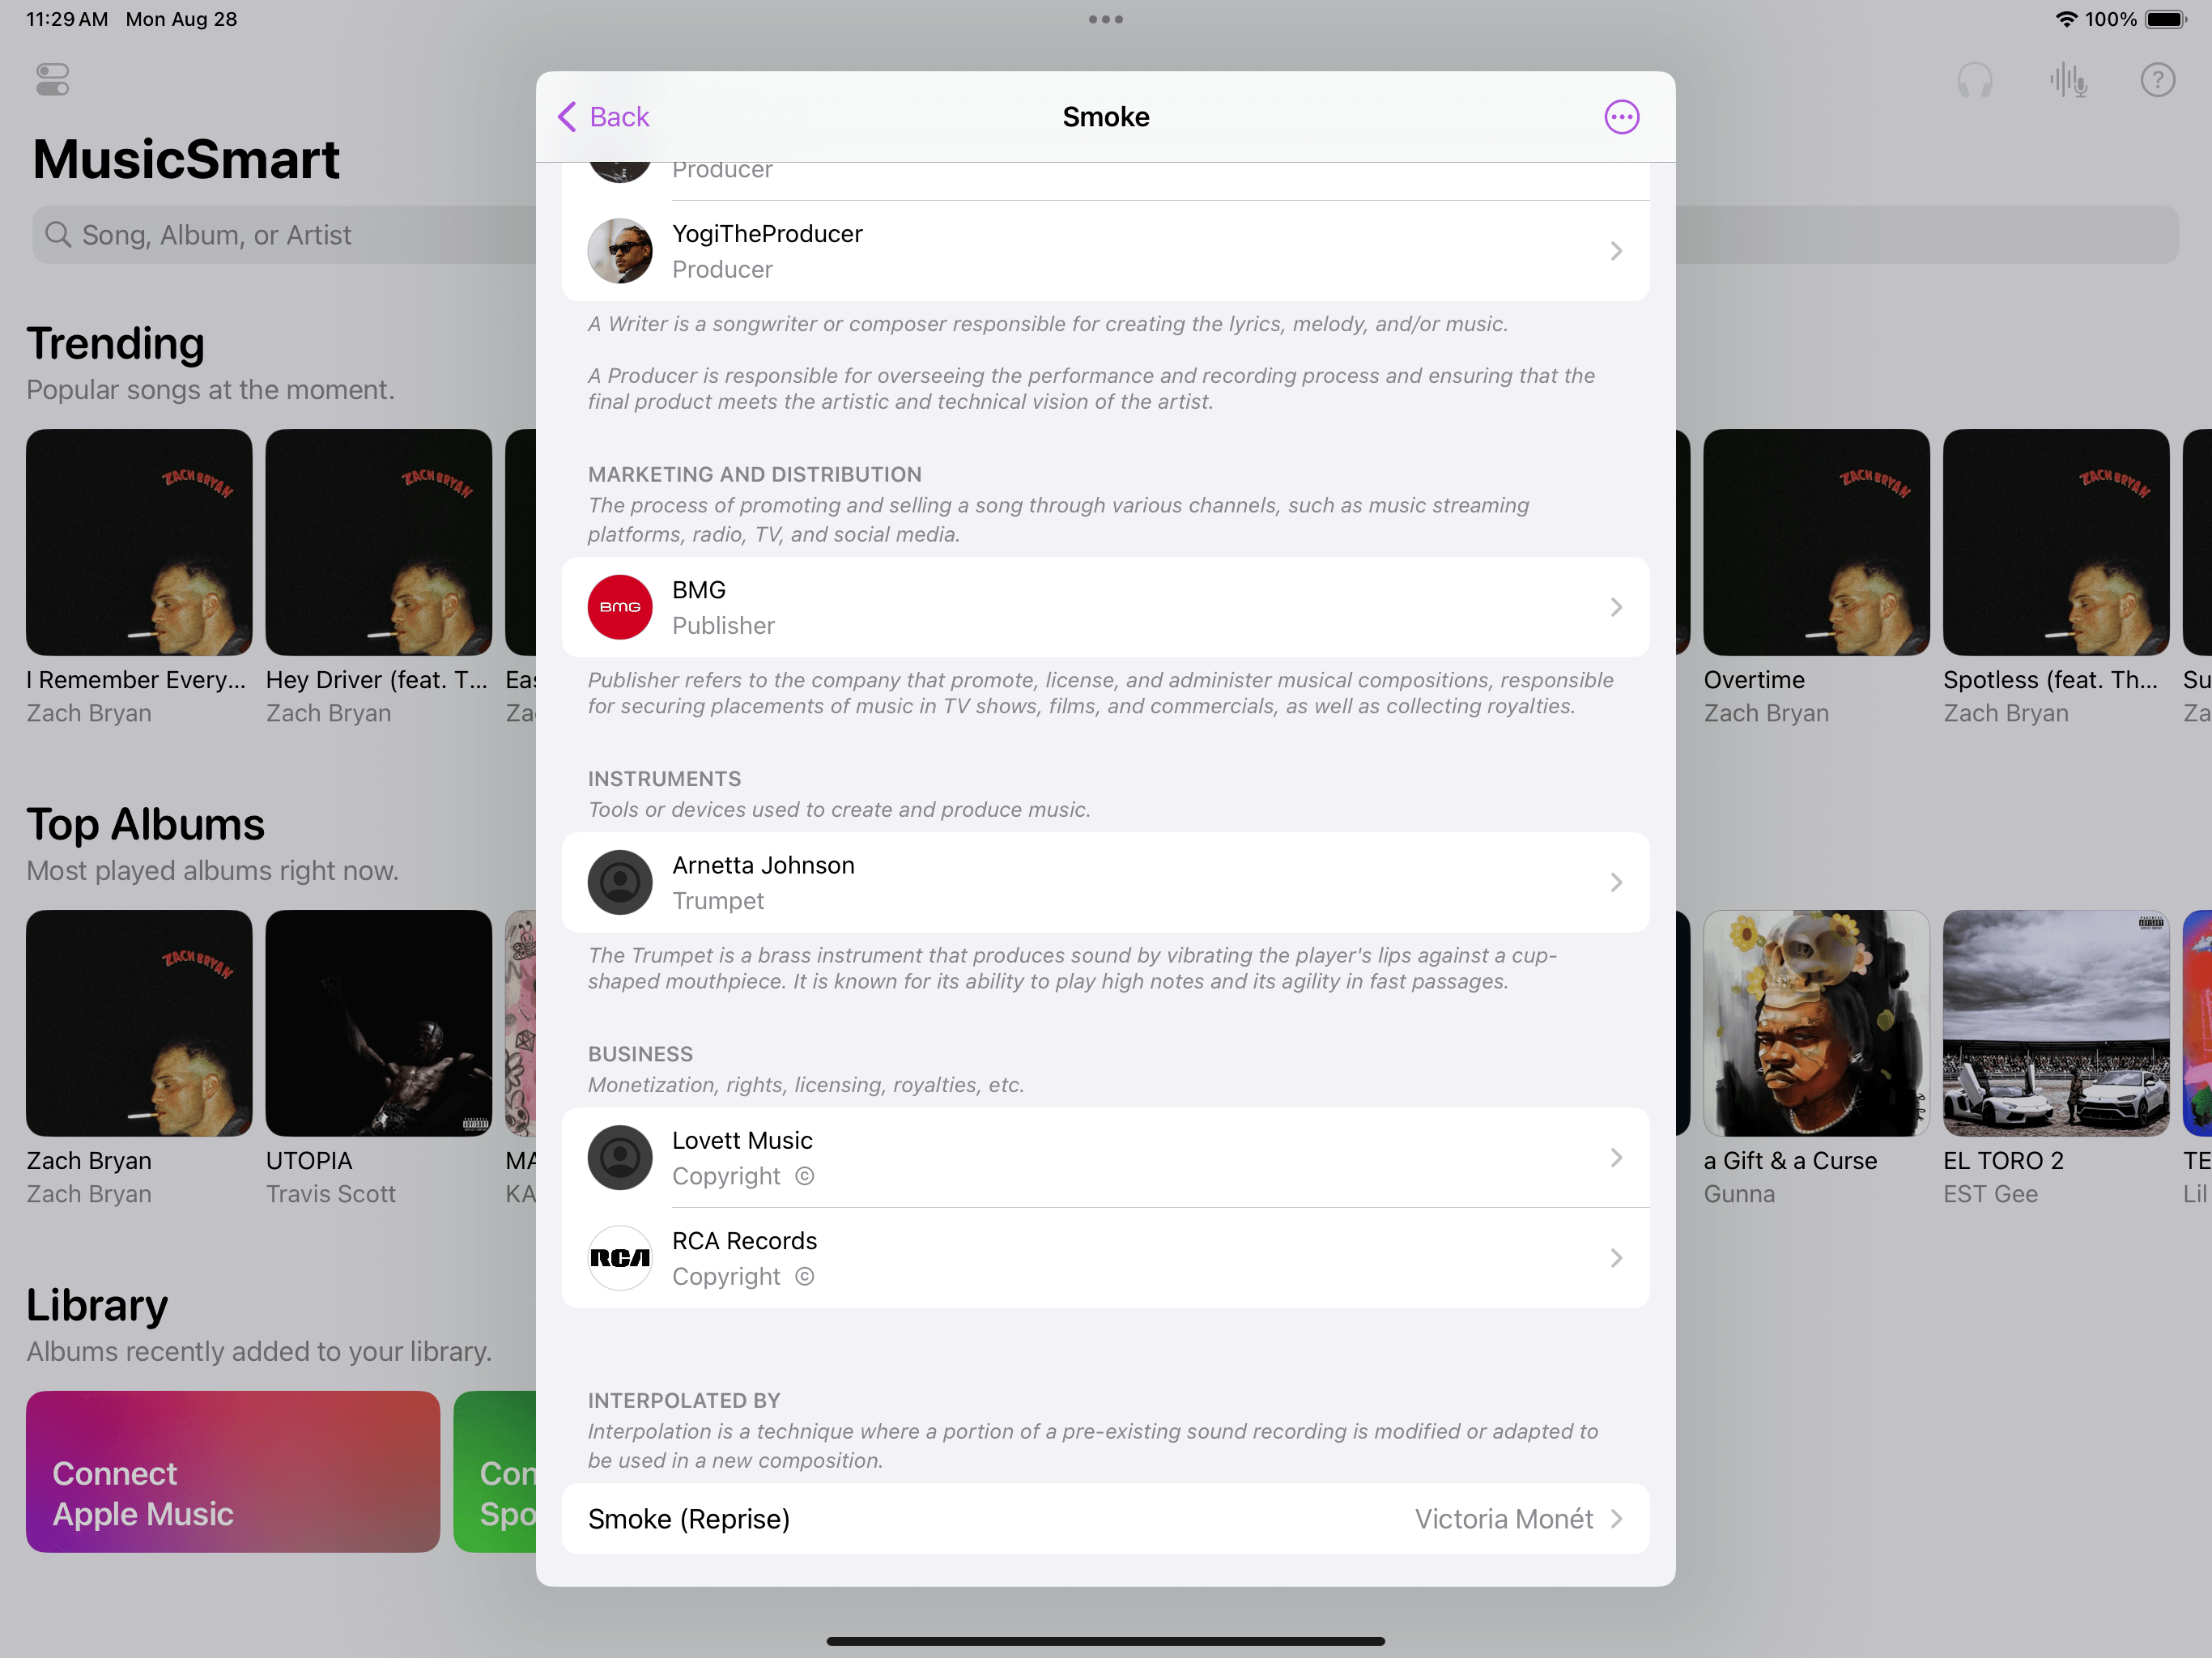 11:29 AM Mon Aug 28
100%
MusicSmart
Song, Album, or Artist
Trending
Popular songs at the moment.
ZACH BRYAN
ZACH BRYAN
ZACH BRYAN
ZACH BRYAN
I Remember Every...
Hey Driver (feat. T...
Eas
Overtime
Spotless (feat. Th...
Su
Zach Bryan
Zach Bryan
Za
Zach Bryan
Zach Bryan
Za
Top Albums
Most played albums right now.
ZACH BRYAN
Zach Bryan
UTOPIA
MA
a Gift & a Curse
EL TORO 2
TE
Zach Bryan
Travis Scott
KA
Gunna
EST Gee
Lil
Library
Albums recently added to your library.
Connect
Apple Music
Con
Spo
Back
Smoke
Producer
YogiTheProducer
Producer
A Writer is a songwriter or composer responsible for creating the lyrics, melody, and/or music.
A Producer is responsible for overseeing the performance and recording process and ensuring that the
final product meets the artistic and technical vision of the artist.
MARKETING AND DISTRIBUTION
The process of promoting and selling a song through various channels, such as music streaming
platforms, radio, TV, and social media.
BMG
BMG
Publisher
Publisher refers to the company that promote, license, and administer musical compositions, responsible
for securing placements of music in TV shows, films, and commercials, as well as collecting royalties.
INSTRUMENTS
Tools or devices used to create and produce music.
Arnetta Johnson
Trumpet
The Trumpet is a brass instrument that produces sound by vibrating the player's lips against a cup-
shaped mouthpiece. It is known for its ability to play high notes and its agility in fast passages.
BUSINESS
Monetization, rights, licensing, royalties, etc.
Lovett Music
Copyright ©
RCA
RCA Records
Copyright ©
INTERPOLATED BY
Interpolation is a technique where a portion of a pre-existing sound recording is modified or adapted to
be used in a new composition.
Smoke (Reprise)
Victoria Monét